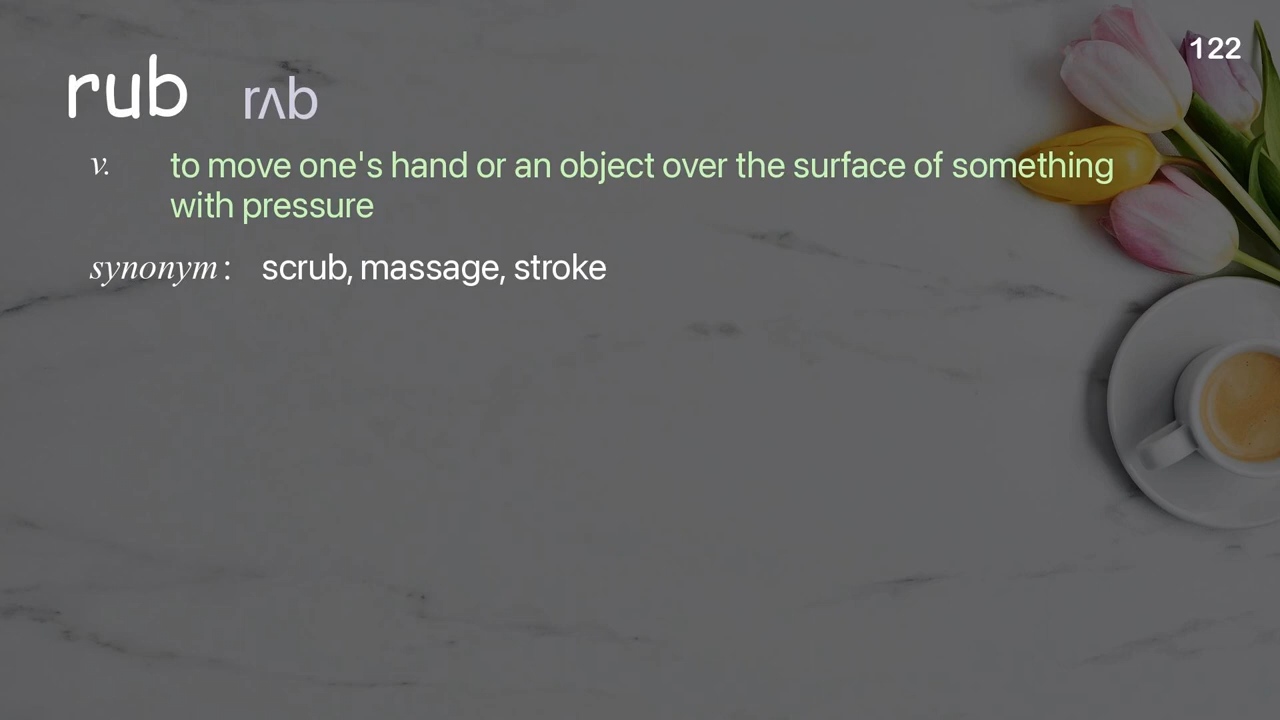 122
rub rʌb
v. to move one's hand or an object over the surface of something
with pressure
synonym: scrub, massage, stroke